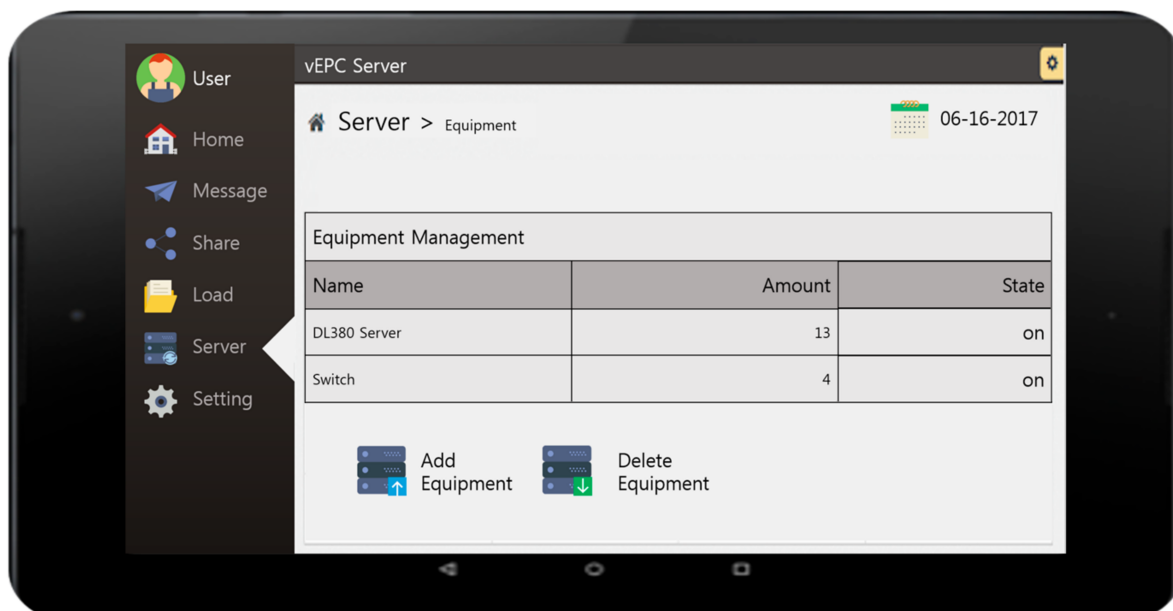 User
Home
Message
Share
Load
Server
Setting
vEPC Server
Server > Equipment
06-16-2017
Equipment Management
Name Amount State
DL380 Server 13 on
Switch 4 on
Add
Equipment
Delete
Equipment